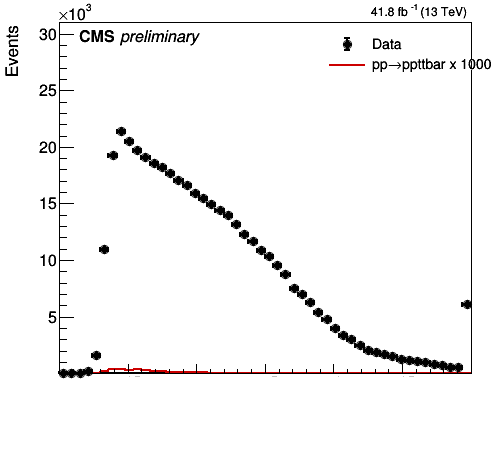 ×10³
41.8 fb⁻¹ (13 TeV)
CMS preliminary
Events
Data
pp→ppttbar x 1000
30
25
20
15
10
5